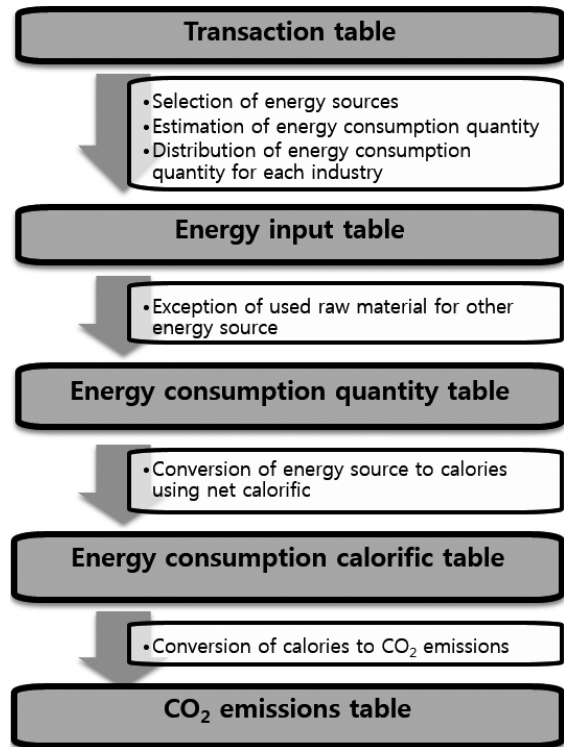 Transaction table
•Selection of energy sources
•Estimation of energy consumption quantity
•Distribution of energy consumption
quantity for each industry
Energy input table
•Exception of used raw material for other
energy source
Energy consumption quantity table
•Conversion of energy source to calories
using net calorific
Energy consumption calorific table
•Conversion of calories to CO₂ emissions
CO₂ emissions table